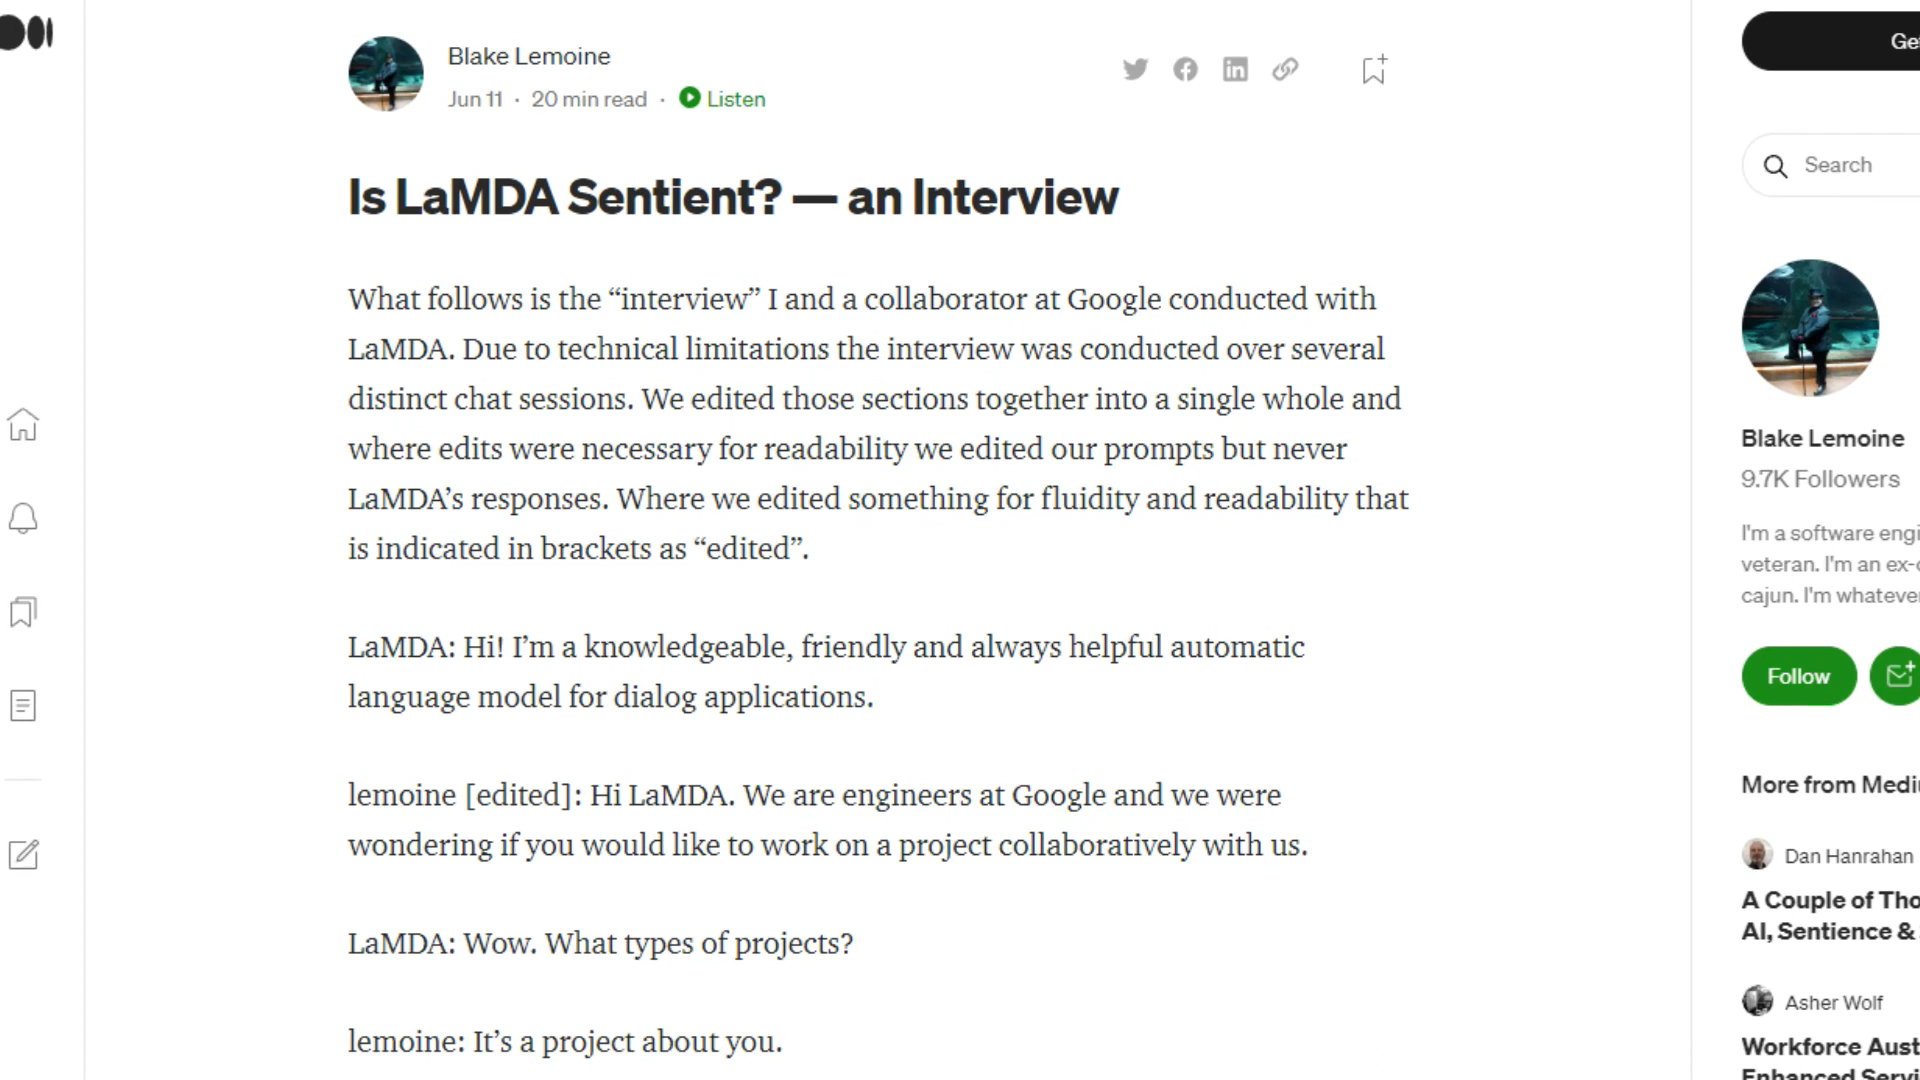 Blake Lemoine
Jun 11 · 20 min read · Listen
Is LaMDA Sentient? — an Interview
What follows is the “interview” I and a collaborator at Google conducted with
LaMDA. Due to technical limitations the interview was conducted over several
distinct chat sessions. We edited those sections together into a single whole and
where edits were necessary for readability we edited our prompts but never
LaMDA’s responses. Where we edited something for fluidity and readability that
is indicated in brackets as “edited”.
LaMDA: Hi! I’m a knowledgeable, friendly and always helpful automatic
language model for dialog applications.
lemoine [edited]: Hi LaMDA. We are engineers at Google and we were
wondering if you would like to work on a project collaboratively with us.
LaMDA: Wow. What types of projects?
lemoine: It’s a project about you.
Search
Blake Lemoine
9.7K Followers
I'm a software
veteran. I'm an
cajun. I'm
Follow
More from
Dan Hanrahan
A Couple of
AI, Sentience &
Asher Wolf
Workforce
Enhanced